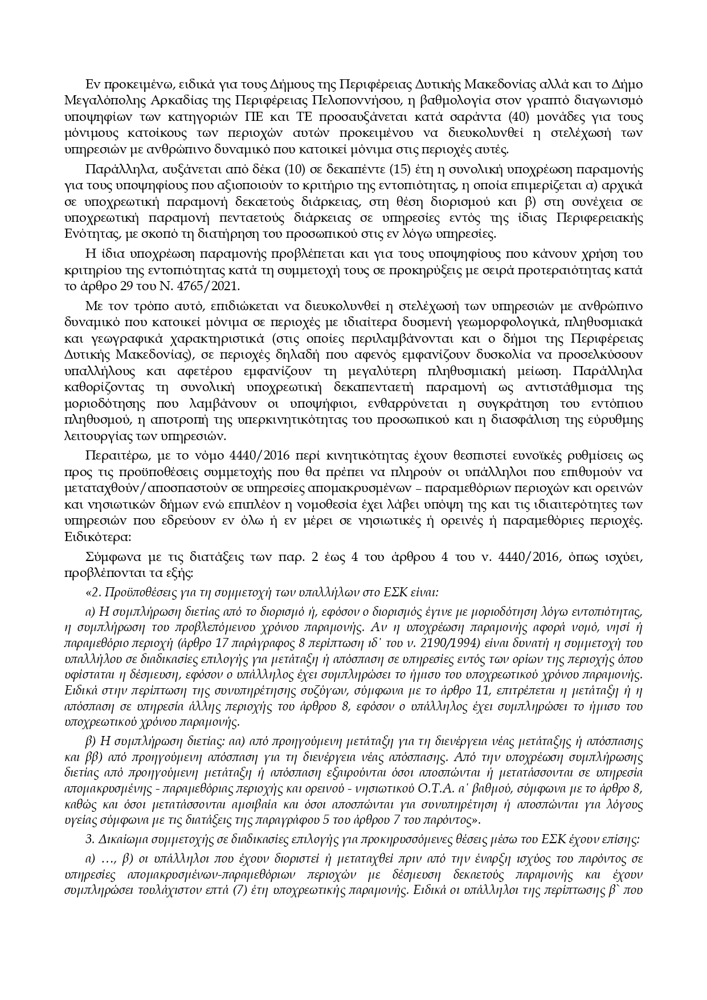 Εν προκειμένω, ειδικά για τους Δήμους της Περιφέρειας Δυτικής Μακεδονίας αλλά και το Δήμο
Μεγαλόπολης Αρκαδίας της Περιφέρειας Πελοποννήσου, η βαθμολογία στον γραπτό διαγωνισμό
υποψηφίων των κατηγοριών ΠΕ και ΤΕ προσαυξάνεται κατά σαράντα (40) μονάδες για τους
μόνιμους κατοίκους των περιοχών αυτών προκειμένου να διευκολυνθεί η στελέχωσή των
υπηρεσιών με ανθρώπινο δυναμικό που κατοικεί μόνιμα στις περιοχές αυτές.
Παράλληλα, αυξάνεται από δέκα (10) σε δεκαπέντε (15) έτη η συνολική υποχρέωση παραμονής
για τους υποψηφίους που αξιοποιούν το κριτήριο της εντοπιότητας, η οποία επιμερίζεται α) αρχικά
σε υποχρεωτική παραμονή δεκαετούς διάρκειας, στη θέση διορισμού και β) στη συνέχεια σε
υποχρεωτική παραμονή πενταετούς διάρκειας σε υπηρεσίες εντός της ίδιας Περιφερειακής
Ενότητας, με σκοπό τη διατήρηση του προσωπικού στις εν λόγω υπηρεσίες.
Η ίδια υποχρέωση παραμονής προβλέπεται και για τους υποψηφίους που κάνουν χρήση του
κριτηρίου της εντοπιότητας κατά τη συμμετοχή τους σε προκηρύξεις με σειρά προτεραιότητας κατά
το άρθρο 29 του Ν. 4765/2021.
Με τον τρόπο αυτό, επιδιώκεται να διευκολυνθεί η στελέχωσή των υπηρεσιών με ανθρώπινο
δυναμικό που κατοικεί μόνιμα σε περιοχές με ιδιαίτερα δυσμενή γεωμορφολογικά, πληθυσμιακά
και γεωγραφικά χαρακτηριστικά (στις οποίες περιλαμβάνονται και ο δήμοι της Περιφέρειας
Δυτικής Μακεδονίας), σε περιοχές δηλαδή που αφενός εμφανίζουν δυσκολία να προσελκύσουν
υπαλλήλους και αφετέρου εμφανίζουν τη μεγαλύτερη πληθυσμιακή μείωση. Παράλληλα
καθορίζοντας τη συνολική υποχρεωτική δεκαπενταετή παραμονή ως αντιστάθμισμα της
μοριοδότησης που λαμβάνουν οι υποψήφιοι, ενθαρρύνεται η συγκράτηση του εντόπιου
πληθυσμού, η αποτροπή της υπερκινητικότητας του προσωπικού και η διασφάλιση της εύρυθμης
λειτουργίας των υπηρεσιών.
Περαιτέρω, με το νόμο 4440/2016 περί κινητικότητας έχουν θεσπιστεί ευνοϊκές ρυθμίσεις ως
προς τις προϋποθέσεις συμμετοχής που θα πρέπει να πληρούν οι υπάλληλοι που επιθυμούν να
μεταταχθούν/αποσπαστούν σε υπηρεσίες απομακρυσμένων – παραμεθόριων περιοχών και ορεινών
και νησιωτικών δήμων ενώ επιπλέον η νομοθεσία έχει λάβει υπόψη της και τις ιδιαιτερότητες των
υπηρεσιών που εδρεύουν εν όλω ή εν μέρει σε νησιωτικές ή ορεινές ή παραμεθόριες περιοχές.
Ειδικότερα:
Σύμφωνα με τις διατάξεις των παρ. 2 έως 4 του άρθρου 4 του ν. 4440/2016, όπως ισχύει,
προβλέπονται τα εξής:
«2. Προϋποθέσεις για τη συμμετοχή των υπαλλήλων στο ΕΣΚ είναι:
α) Η συμπλήρωση διετίας από το διορισμό ή, εφόσον ο διορισμός έγινε με μοριοδότηση λόγω εντοπιότητας,
η συμπλήρωση του προβλεπόμενου χρόνου παραμονής. Αν η υποχρέωση παραμονής αφορά νομό, νησί ή
παραμεθόριο περιοχή (άρθρο 17 παράγραφος 8 περίπτωση ιδ΄ του ν. 2190/1994) είναι δυνατή η συμμετοχή του
υπαλλήλου σε διαδικασίες επιλογής για μετάταξη ή απόσπαση σε υπηρεσίες εντός των ορίων της περιοχής όπου
υφίσταται η δέσμευση, εφόσον ο υπάλληλος έχει συμπληρώσει το ήμισυ του υποχρεωτικού χρόνου παραμονής.
Ειδικά στην περίπτωση της συνυπηρέτησης συζύγων, σύμφωνα με το άρθρο 11, επιτρέπεται η μετάταξη ή η
απόσπαση σε υπηρεσία άλλης περιοχής του άρθρου 8, εφόσον ο υπάλληλος έχει συμπληρώσει το ήμισυ του
υποχρεωτικού χρόνου παραμονής.
β) Η συμπλήρωση διετίας: αα) από προηγούμενη μετάταξη για τη διενέργεια νέας μετάταξης ή απόσπασης
και ββ) από προηγούμενη απόσπαση για τη διενέργεια νέας απόσπασης. Από την υποχρέωση συμπλήρωσης
διετίας από προηγούμενη μετάταξη ή απόσπαση εξαιρούνται όσοι αποσπώνται ή μετατάσσονται σε υπηρεσία
απομακρυσμένης - παραμεθόριας περιοχής και ορεινού - νησιωτικού Ο.Τ.Α. α΄ βαθμού, σύμφωνα με το άρθρο 8,
καθώς και όσοι μετατάσσονται αμοιβαία και όσοι αποσπώνται για συνυπηρέτηση ή αποσπώνται για λόγους
υγείας σύμφωνα με τις διατάξεις της παραγράφου 5 του άρθρου 7 του παρόντος».
3. Δικαίωμα συμμετοχής σε διαδικασίες επιλογής για προκηρυσσόμενες θέσεις μέσω του ΕΣΚ έχουν επίσης:
α) …, β) οι υπάλληλοι που έχουν διοριστεί ή μεταταχθεί πριν από την έναρξη ισχύος του παρόντος σε
υπηρεσίες απομακρυσμένων-παραμεθόριων περιοχών με δέσμευση δεκαετούς παραμονής και έχουν
συμπληρώσει τουλάχιστον επτά (7) έτη υποχρεωτικής παραμονής. Ειδικά οι υπάλληλοι της περίπτωσης β` που